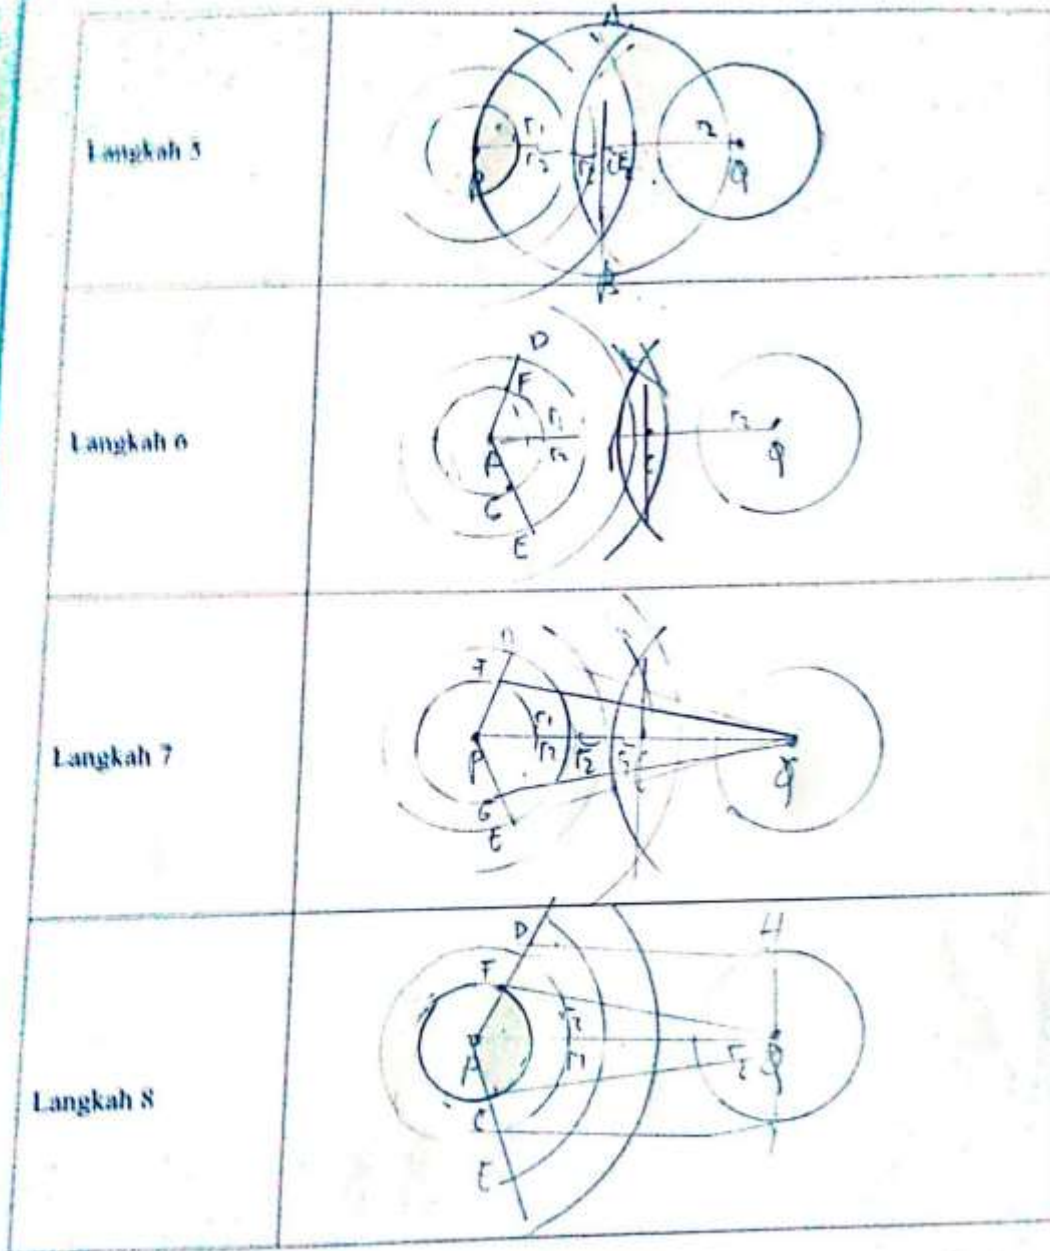 Langkah 5
A
r₁
r₂
r₂
r₂
P
Q
B
Langkah 6
D
F
r₁
r₂
r₂
A
Q
G
E
Langkah 7
F
r₁
r₂
r₂
P
G
E
Langkah 8
D
H
F
r₂
r₁
P
r₂
Q
E